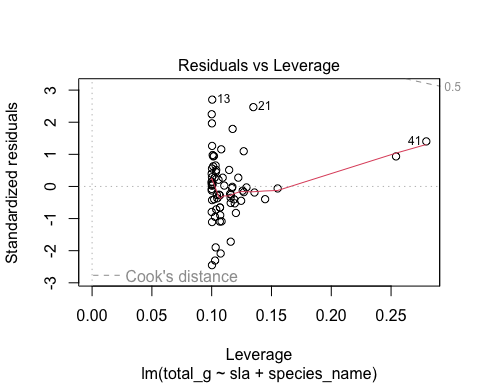 Residuals vs Leverage
Standardized residuals
3
2
1
0
-1
-2
-3
13
21
41
0.5
Cook's distance
0.00 0.05 0.10 0.15 0.20 0.25
Leverage
lm(total_g ~ sla + species_name)